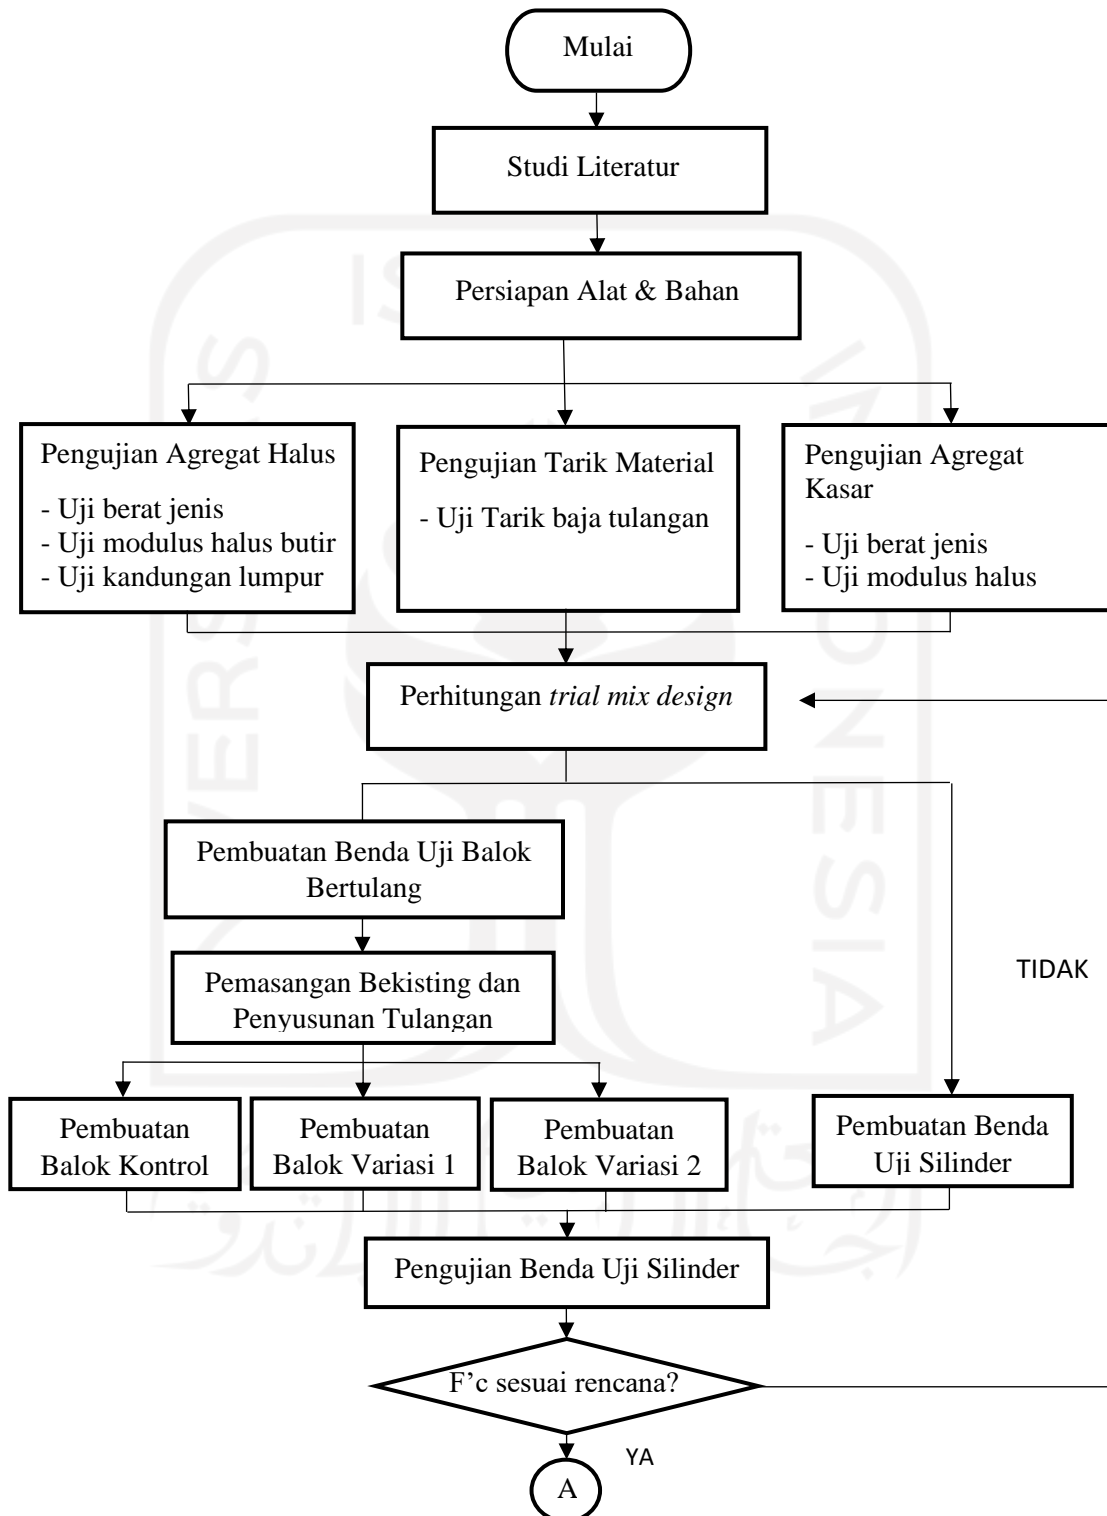 Mulai
Studi Literatur
Persiapan Alat & Bahan
Pengujian Agregat Halus
- Uji berat jenis
- Uji modulus halus butir
- Uji kandungan lumpur
Pengujian Tarik Material
- Uji Tarik baja tulangan
Pengujian Agregat
Kasar
- Uji berat jenis
- Uji modulus halus
Perhitungan trial mix design
Pembuatan Benda Uji Balok
Bertulang
Pemasangan Bekisting dan
Penyusunan Tulangan
TIDAK
Pembuatan
Balok Kontrol
Pembuatan
Balok Variasi 1
Pembuatan
Balok Variasi 2
Pembuatan Benda
Uji Silinder
Pengujian Benda Uji Silinder
F’c sesuai rencana?
YA
A